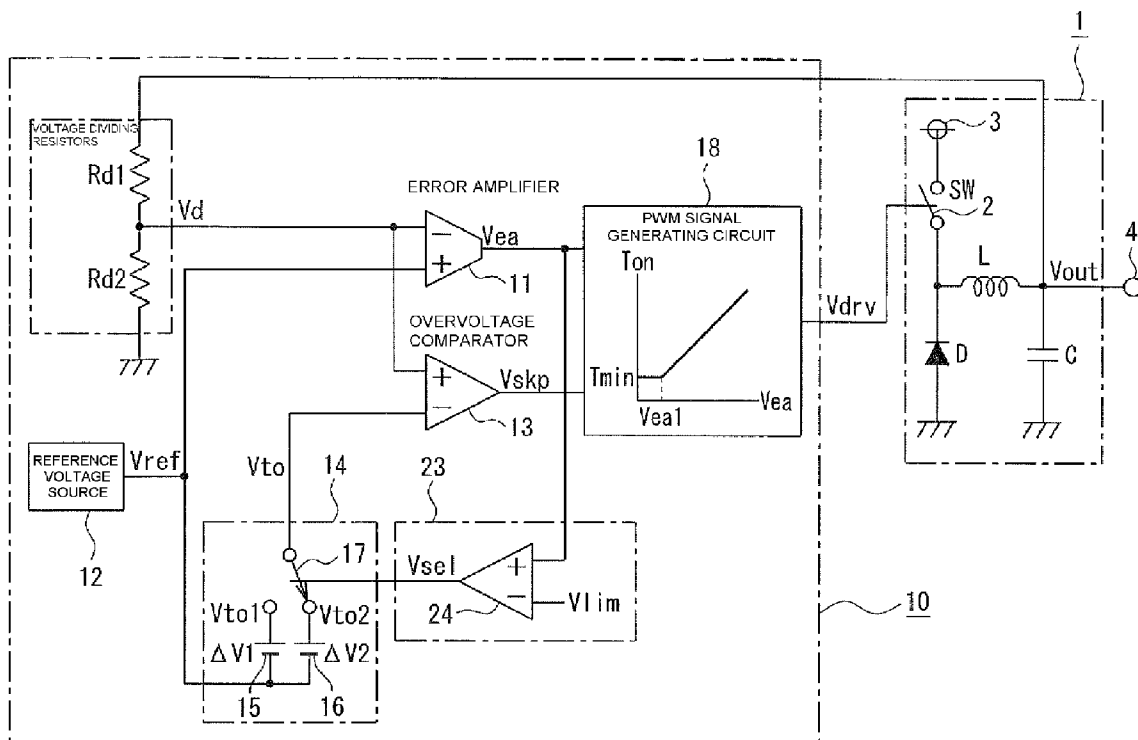 1
VOLTAGE DIVIDING
RESISTORS
Rd1
Vd
Rd2
ERROR AMPLIFIER
Vea
11
OVERVOLTAGE
COMPARATOR
Vskp
13
18
PWM SIGNAL
GENERATING CIRCUIT
Ton
Tmin
Vea1
Vea
Vdrv
3
SW
2
L
Vout
4
D
C
REFERENCE
VOLTAGE
SOURCE
12
Vref
Vto
14
17
Vto1
Vto2
ΔV1
ΔV2
15
16
23
Vsel
24
Vlim
10
+
−
+
−
+
−